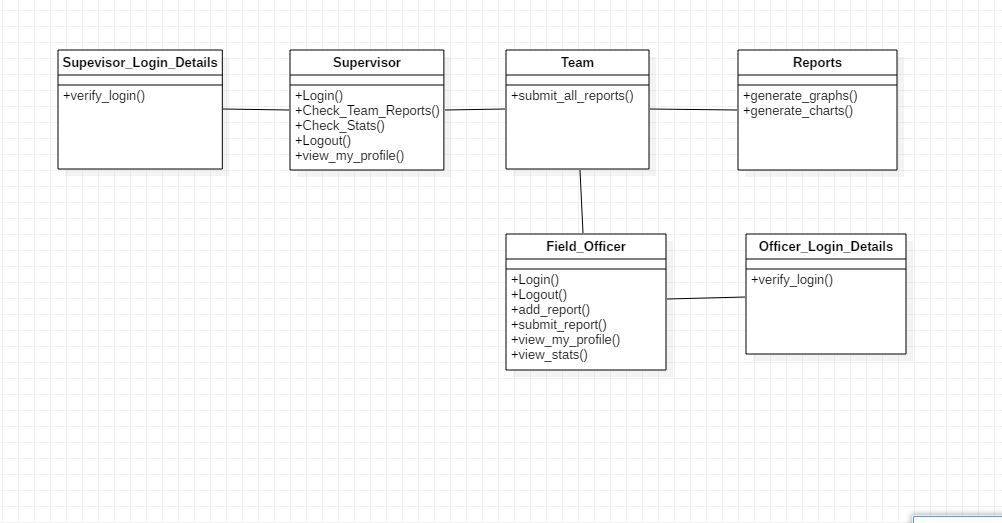 Supevisor_Login_Details
+verify_login()
Supervisor
+Login()
+Check_Team_Reports()
+Check_Stats()
+Logout()
+view_my_profile()
Team
+submit_all_reports()
Reports
+generate_graphs()
+generate_charts()
Field_Officer
+Login()
+Logout()
+add_report()
+submit_report()
+view_my_profile()
+view_stats()
Officer_Login_Details
+verify_login()